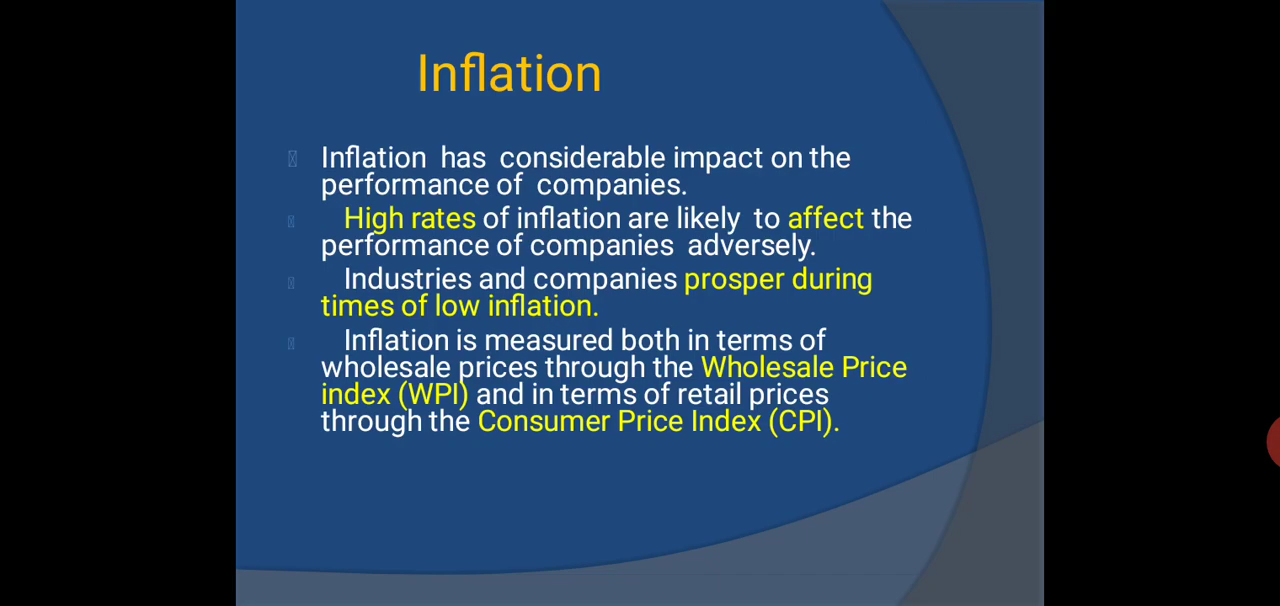 Inflation
Inflation has considerable impact on the
performance of companies.
High rates of inflation are likely to affect the
performance of companies adversely.
Industries and companies prosper during
times of low inflation.
Inflation is measured both in terms of
wholesale prices through the Wholesale Price
index (WPI) and in terms of retail prices
through the Consumer Price Index (CPI).